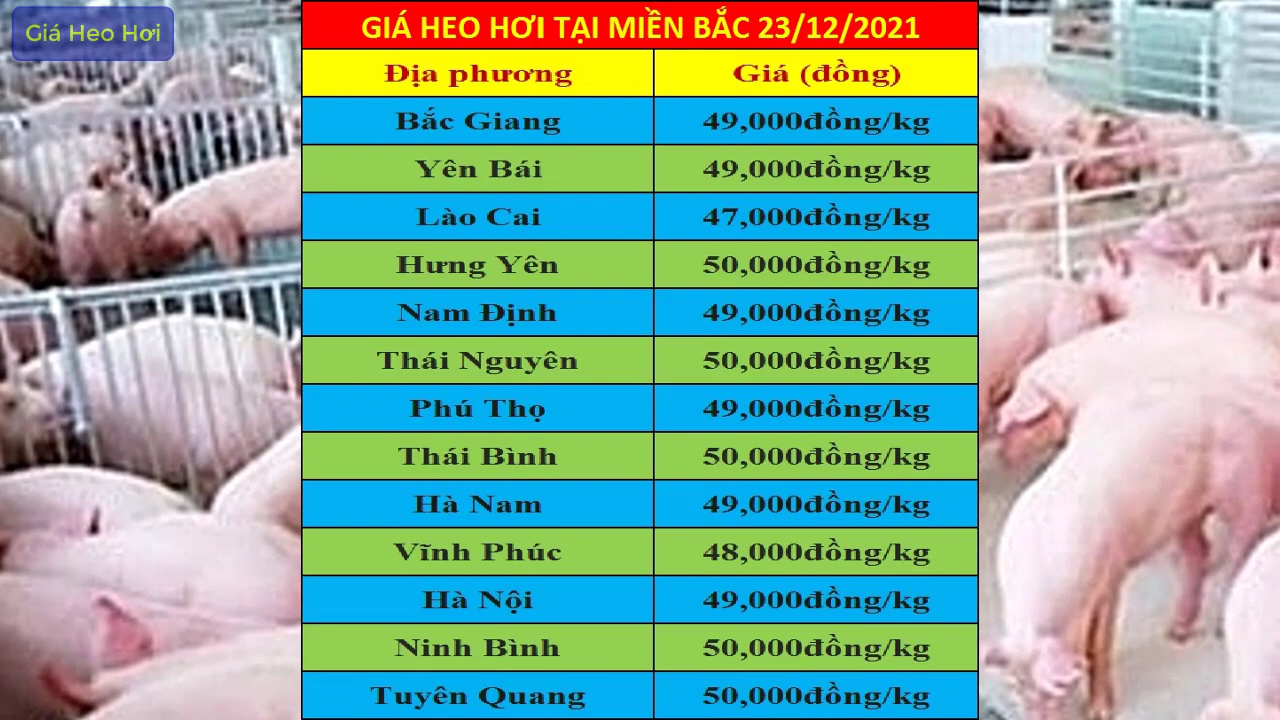 Giá Heo Hơi
GIÁ HEO HƠI TẠI MIỀN BẮC 23/12/2021
Địa phương Giá (đồng)
Bắc Giang 49,000đồng/kg
Yên Bái 49,000đồng/kg
Lào Cai 47,000đồng/kg
Hưng Yên 50,000đồng/kg
Nam Định 49,000đồng/kg
Thái Nguyên 50,000đồng/kg
Phú Thọ 49,000đồng/kg
Thái Bình 50,000đồng/kg
Hà Nam 49,000đồng/kg
Vĩnh Phúc 48,000đồng/kg
Hà Nội 49,000đồng/kg
Ninh Bình 50,000đồng/kg
Tuyên Quang 50,000đồng/kg